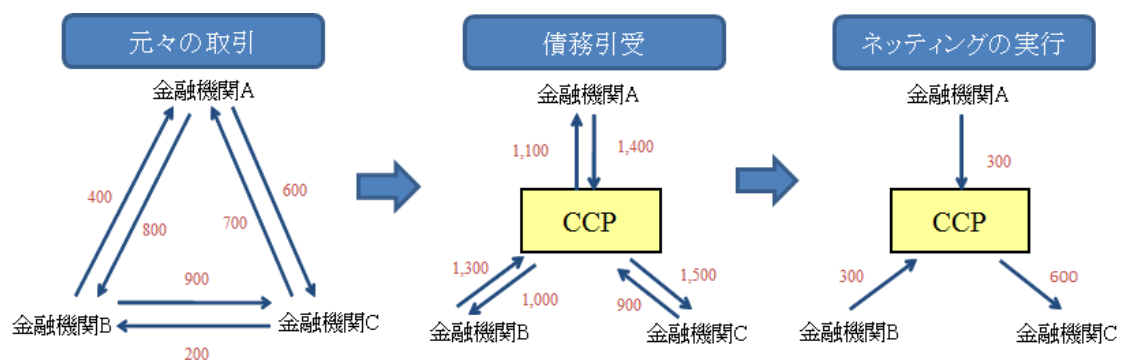 元々の取引
債務引受
ネッティングの実行
金融機関A
400
800
600
700
900
200
金融機関B
金融機関C
金融機関A
1,100
1,400
CCP
1,300
1,000
1,500
900
金融機関B
金融機関C
金融機関A
300
CCP
300
600
金融機関B
金融機関C